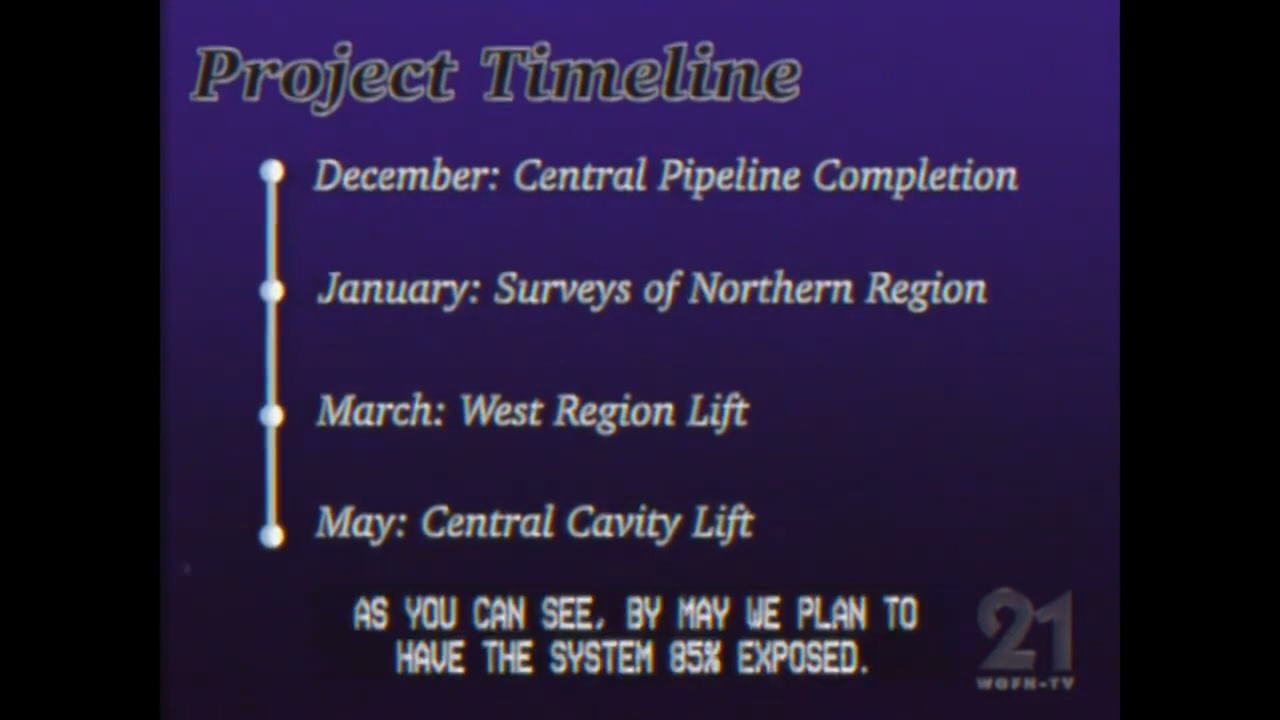 Project Timeline
December: Central Pipeline Completion
January: Surveys of Northern Region
March: West Region Lift
May: Central Cavity Lift
AS YOU CAN SEE, BY MAY WE PLAN TO
HAVE THE SYSTEM 85% EXPOSED.
21
WGFN-TV